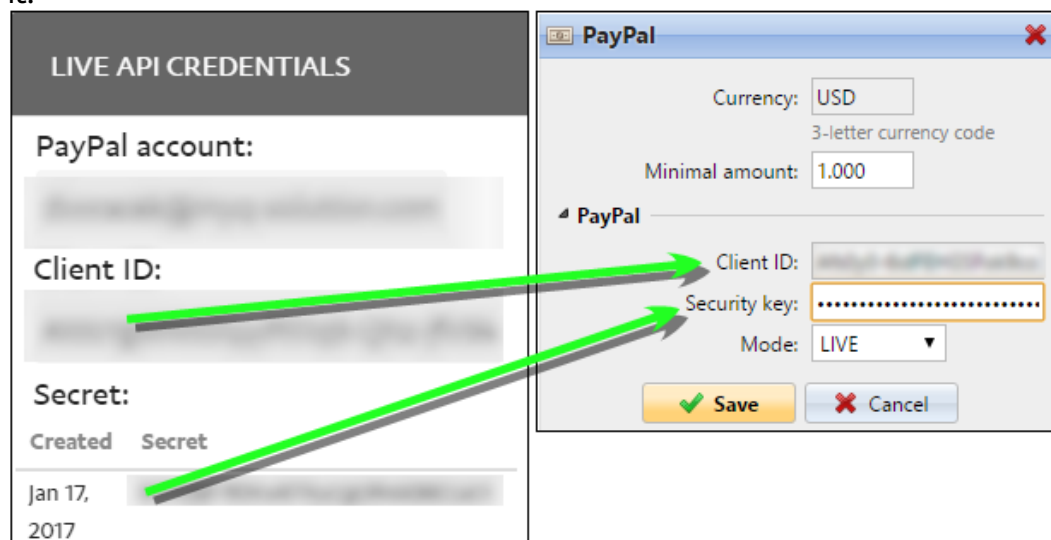 LIVE API CREDENTIALS
PayPal account:
Client ID:
Secret:
Created Secret
Jan 17,
2017
PayPal
Currency: USD
3-letter currency code
Minimal amount: 1.000
PayPal
Client ID:
Security key:
Mode: LIVE
Save Cancel